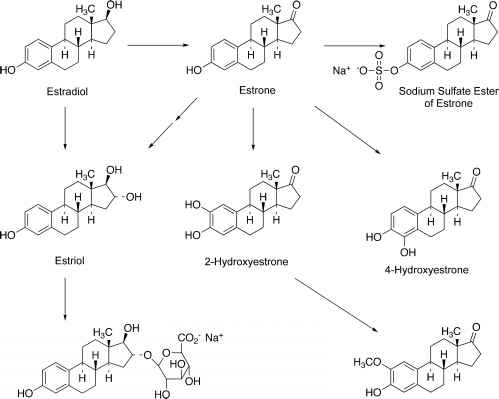 H₃C OH
H
H H
HO
Estradiol
H₃C O
H
H H
HO
Estrone
H₃C O
H
H H
O
Na⁺ ⁻O S O
O
Sodium Sulfate Ester
of Estrone
H₃C OH
OH
H
H H
HO
Estriol
H₃C O
H
HO H H
HO
2-Hydroxyestrone
H₃C O
H
H H
HO
OH
4-Hydroxyestrone
H₃C OH
CO₂⁻ Na⁺
H O O
H H HO
HO HO OH
H₃C O
H
CH₃O H H
HO